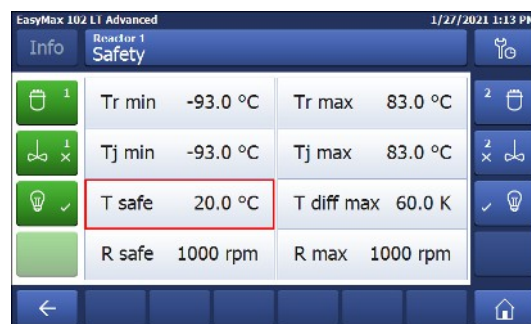 EasyMax 102 LT Advanced 1/27/2021 1:13 PM
Info Reactor 1
Safety
1 Tr min -93.0 °C Tr max 83.0 °C 2
1 Tj min -93.0 °C Tj max 83.0 °C 2
T safe 20.0 °C T diff max 60.0 K
R safe 1000 rpm R max 1000 rpm